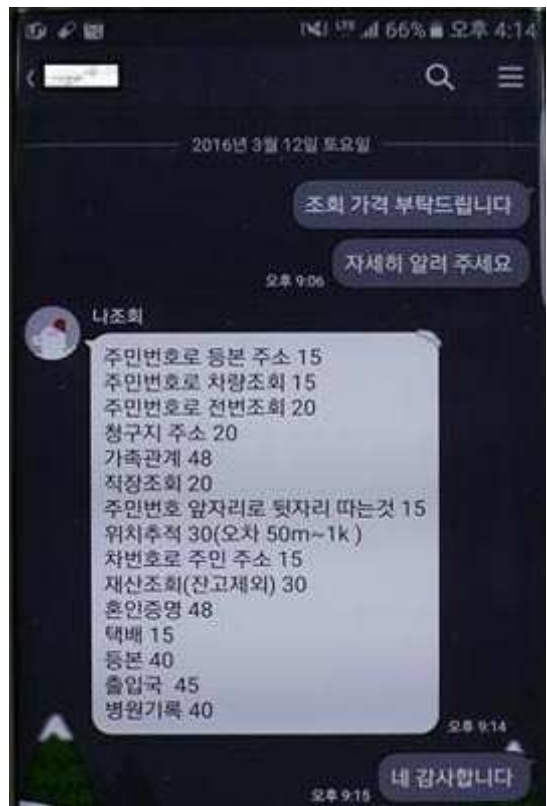 LTE 66% 오후 4:14
2016년 3월 12일 토요일
조회 가격 부탁드립니다
자세히 알려 주세요
오후 9:06
나조회
주민번호로 등본 주소 15
주민번호로 차량조회 15
주민번호로 전번조회 20
청구지 주소 20
가족관계 48
직장조회 20
주민번호 앞자리로 뒷자리 따는것 15
위치추적 30(오차 50m~1k )
차번호로 주인 주소 15
재산조회(잔고제외) 30
혼인증명 48
택배 15
등본 40
출입국  45
병원기록 40
오후 9:14
네 감사합니다
오후 9:15